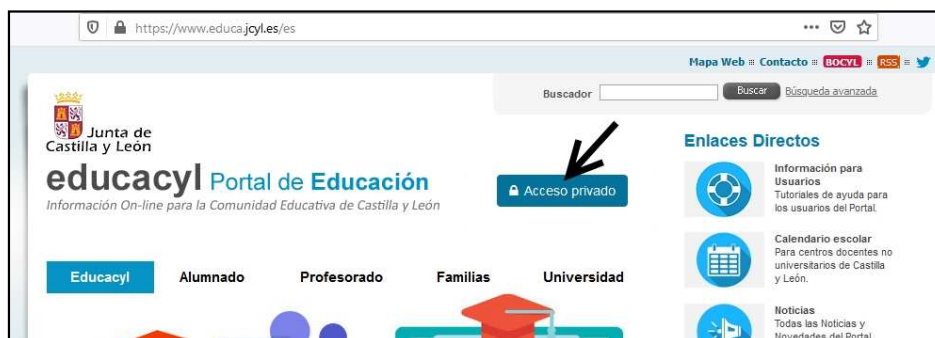 https://www.educa.jcyl.es/es
Mapa Web Contacto BOCYL RSS
Buscador Buscar Búsqueda avanzada
Junta de
Castilla y León
educacyl Portal de Educación
Información On-line para la Comunidad Educativa de Castilla y León
Acceso privado
Educacyl Alumnado Profesorado Familias Universidad
Enlaces Directos
Información para
Usuarios
Tutoriales de ayuda para
los usuarios del Portal.
Calendario escolar
Para centros docentes no
universitarios de Castilla
y León.
Noticias
Todas las Noticias y
Novedades del Portal